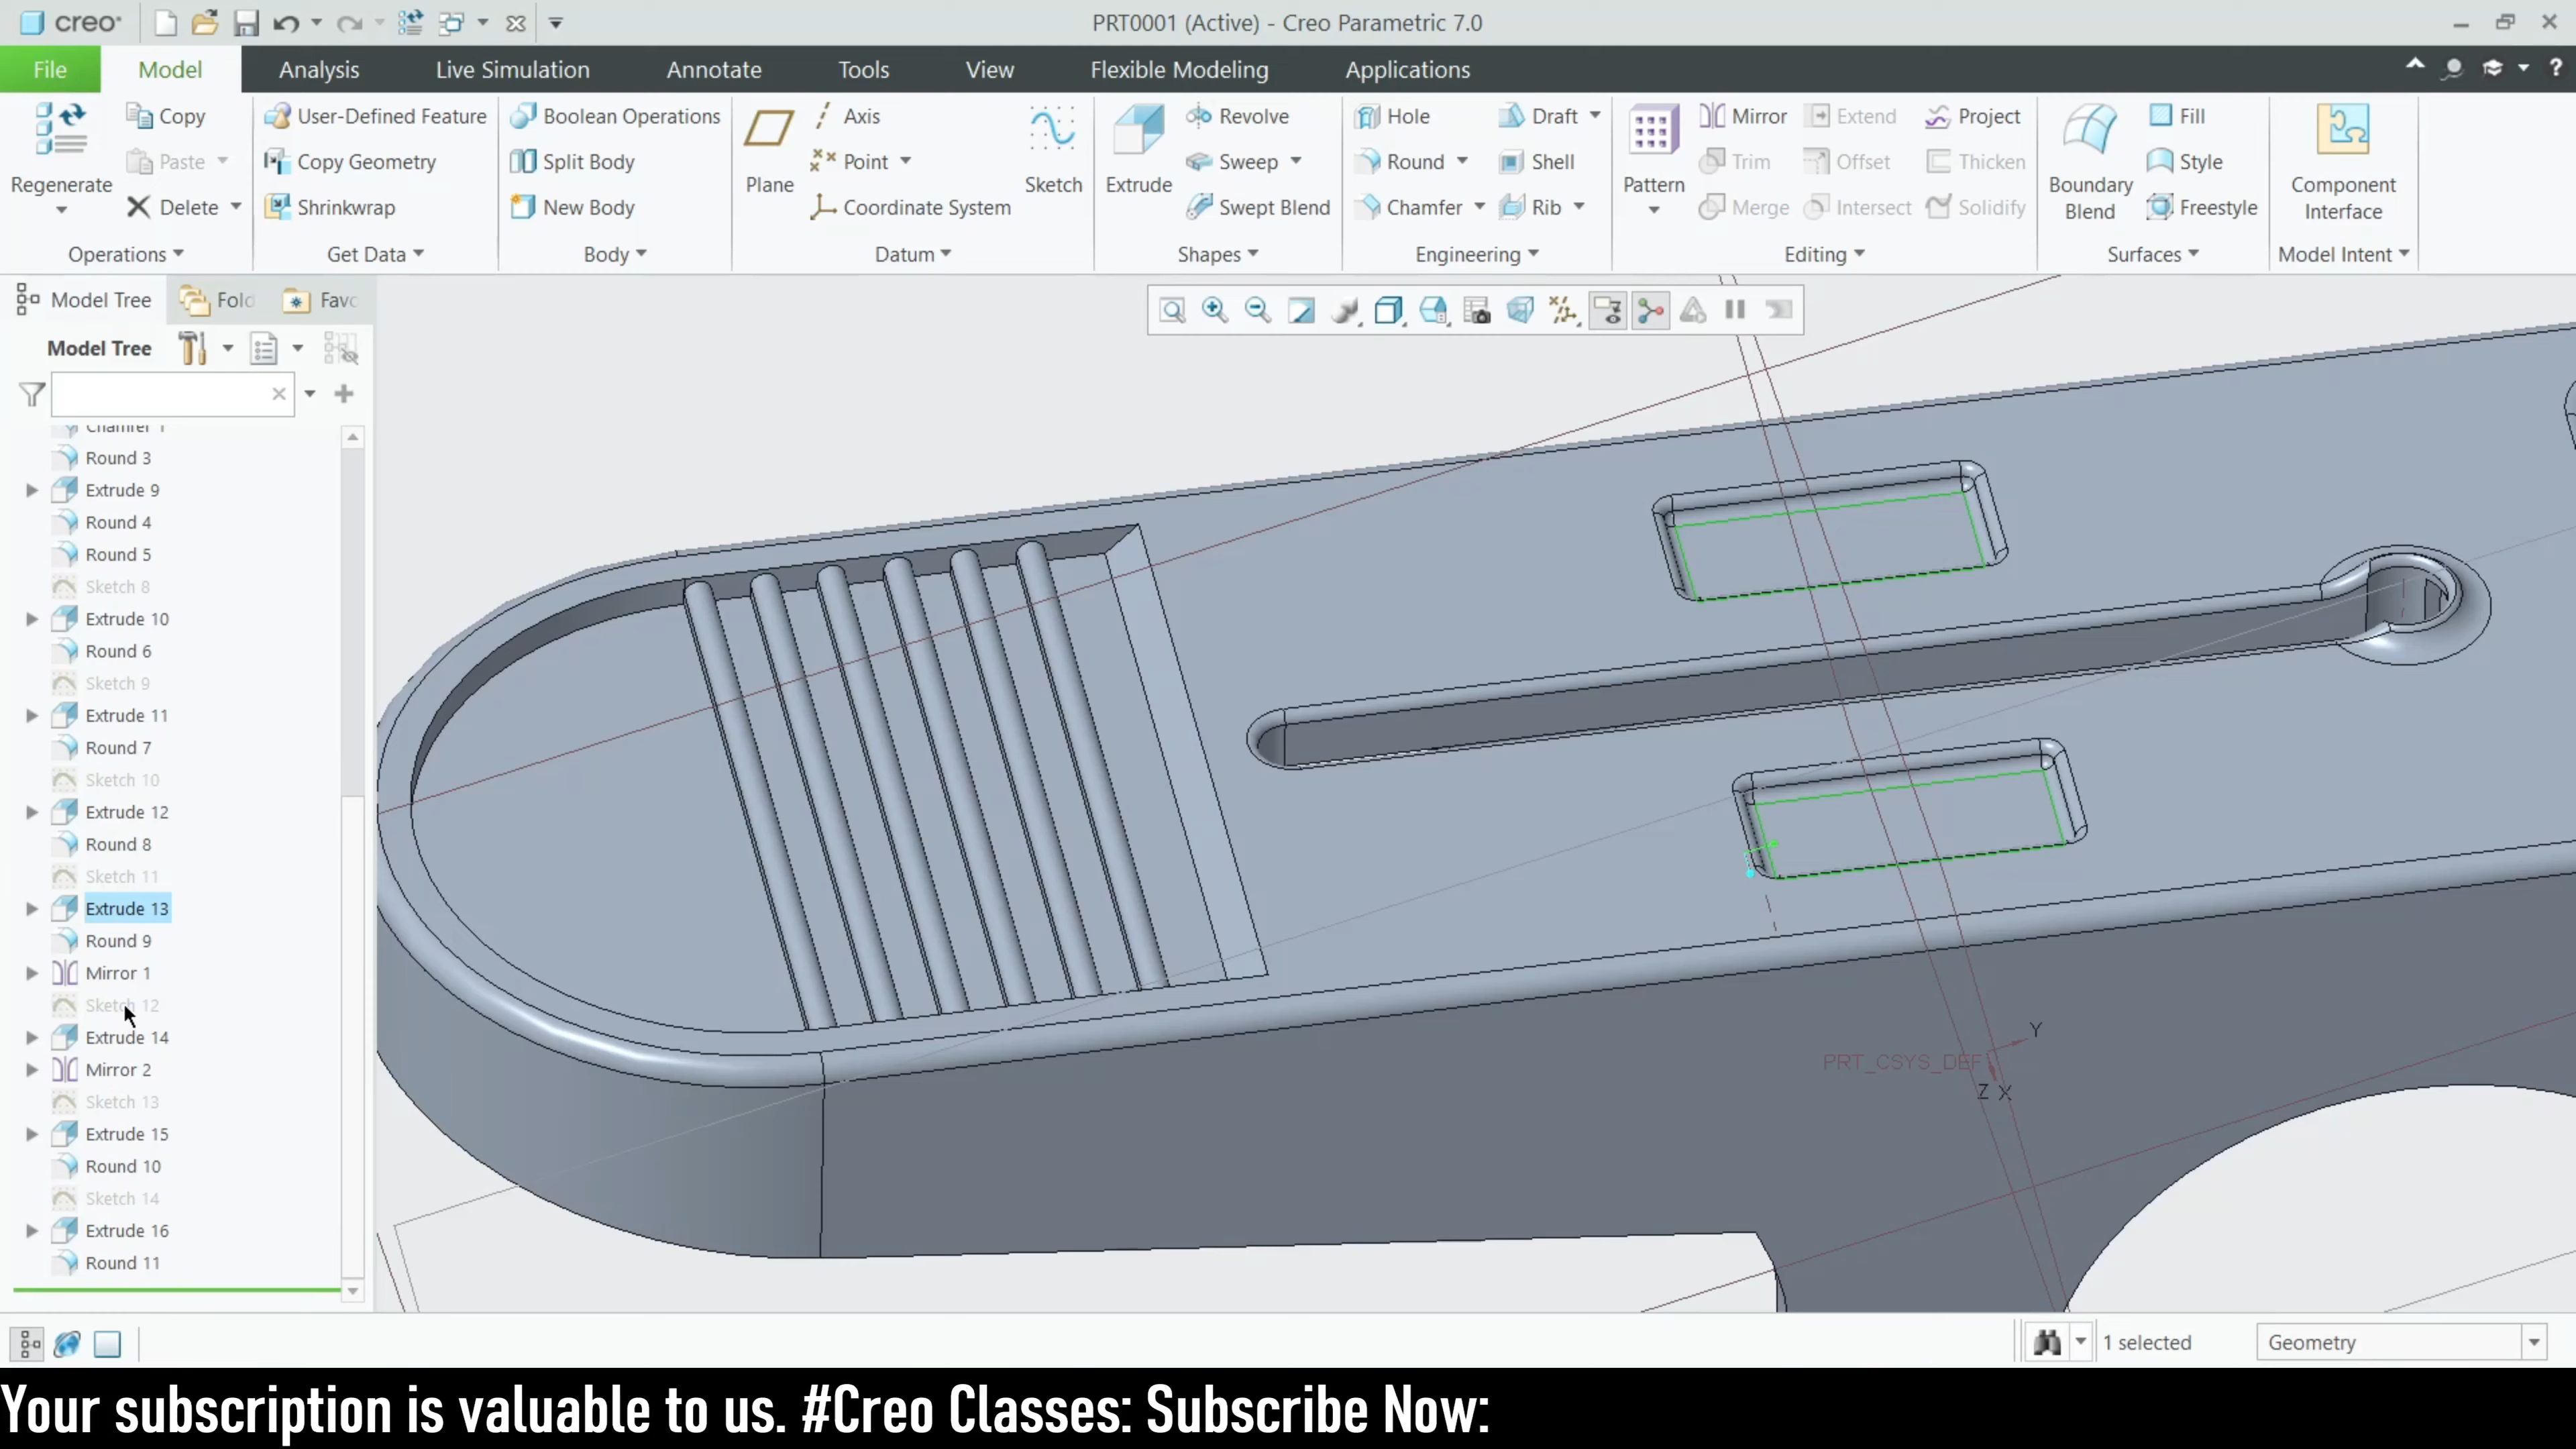 creo
PRT0001 (Active) - Creo Parametric 7.0
File
Model
Analysis
Live Simulation
Annotate
Tools
View
Flexible Modeling
Applications
Regenerate
Copy
Paste
Delete
Operations
User-Defined Feature
Copy Geometry
Shrinkwrap
Get Data
Boolean Operations
Split Body
New Body
Body
Plane
Axis
Point
Coordinate System
Sketch
Datum
Extrude
Revolve
Sweep
Swept Blend
Shapes
Hole
Round
Chamfer
Draft
Shell
Rib
Engineering
Pattern
Mirror
Trim
Merge
Extend
Offset
Intersect
Project
Thicken
Solidify
Editing
Boundary
Blend
Fill
Style
Freestyle
Surfaces
Component
Interface
Model Intent
Model Tree
Fold
Favo
Model Tree
Chamfer 1
Round 3
Extrude 9
Round 4
Round 5
Sketch 8
Extrude 10
Round 6
Sketch 9
Extrude 11
Round 7
Sketch 10
Extrude 12
Round 8
Sketch 11
Extrude 13
Round 9
Mirror 1
Sketch 12
Extrude 14
Mirror 2
Sketch 13
Extrude 15
Round 10
Sketch 14
Extrude 16
Round 11
Y
PRT_CSYS_DEF
Z X
1 selected
Geometry
Your subscription is valuable to us. #Creo Classes: Subscribe Now: